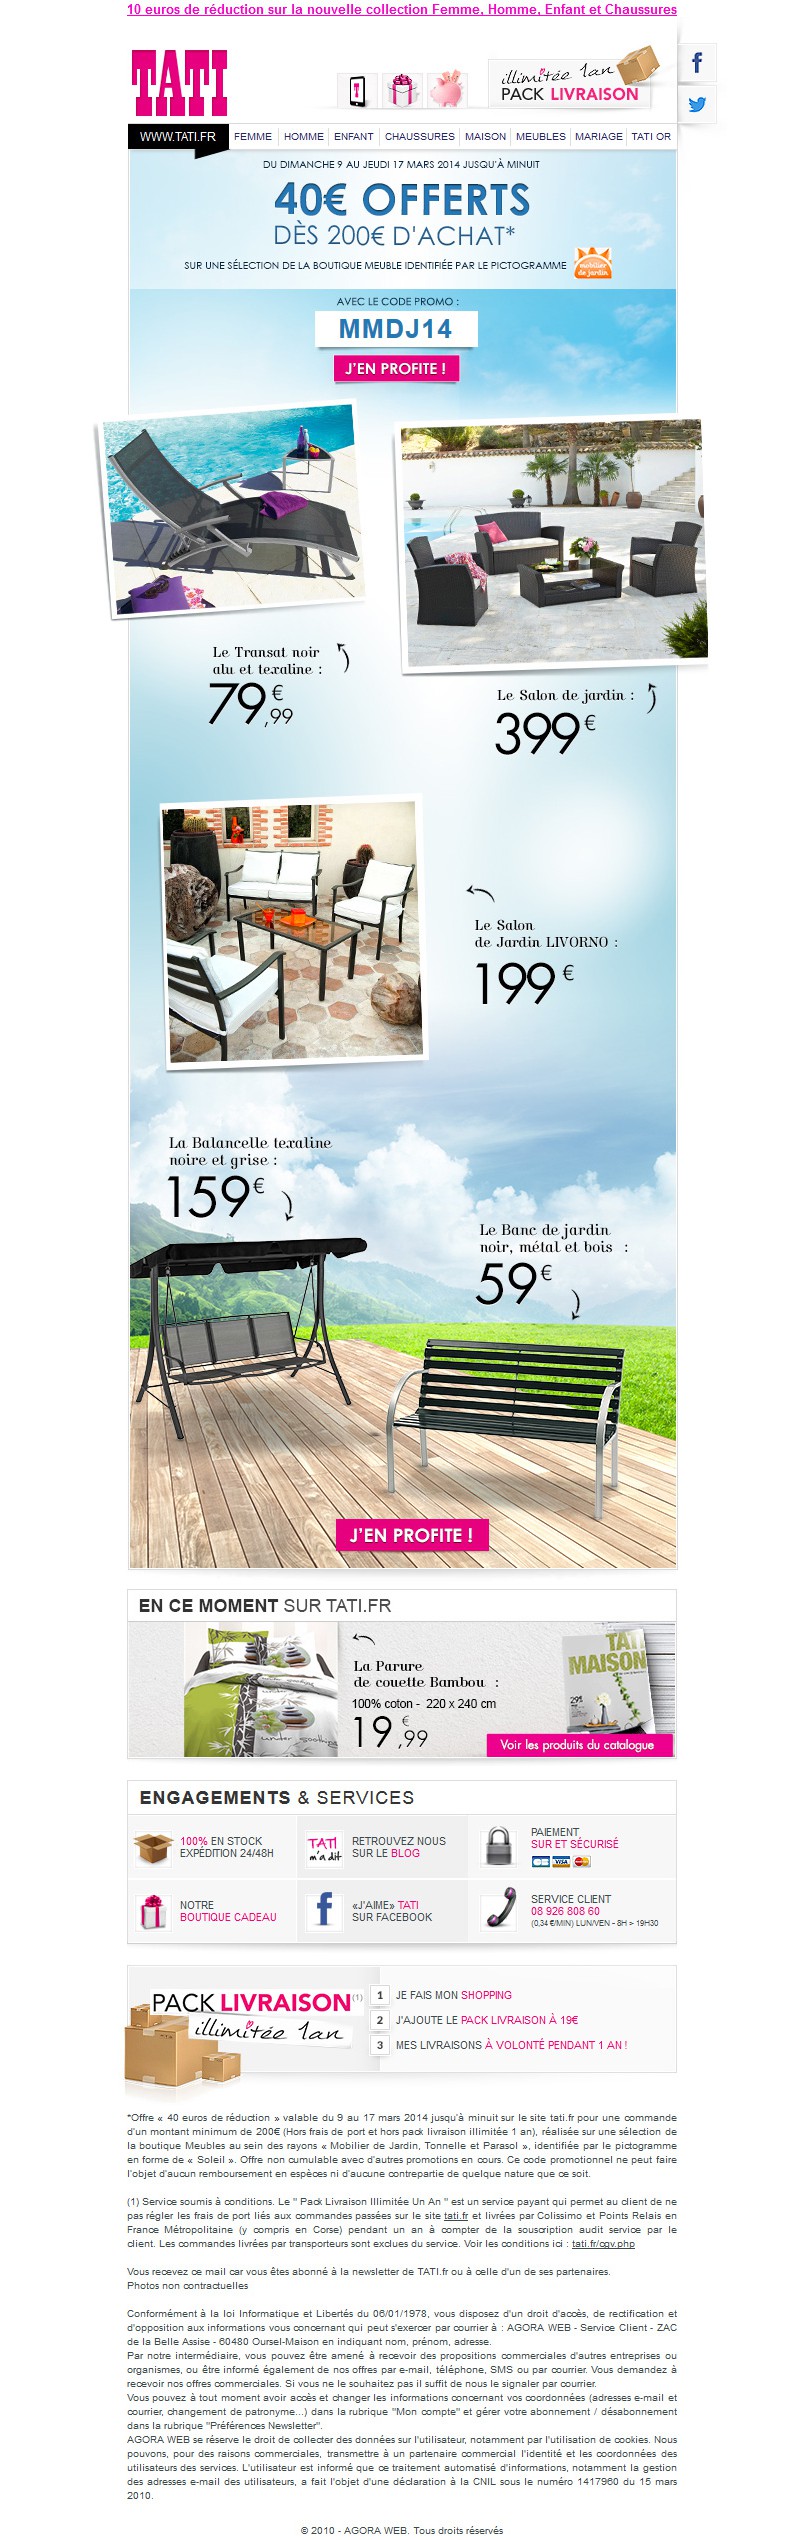 10 euros de réduction sur la nouvelle collection Femme, Homme, Enfant et Chaussures
TATI
illimitée 1an
PACK LIVRAISON
WWW.TATI.FR
FEMME HOMME ENFANT CHAUSSURES MAISON MEUBLES MARIAGE TATI OR
DU DIMANCHE 9 AU JEUDI 17 MARS 2014 JUSQU'À MINUIT
40€ OFFERTS
DÈS 200€ D'ACHAT*
SUR UNE SÉLECTION DE LA BOUTIQUE MEUBLE IDENTIFIÉE PAR LE PICTOGRAMME
mobilier
de jardin
AVEC LE CODE PROMO :
MMDJ14
J'EN PROFITE !
Le Transat noir
alu et texaline :
79,99€
Le Salon de jardin :
399€
Le Salon
de Jardin LIVORNO :
199€
La Balancelle texaline
noire et grise :
159€
Le Banc de jardin
noir, métal et bois :
59€
J'EN PROFITE !
EN CE MOMENT SUR TATI.FR
La Parure
de couette Bambou :
100% coton - 220 x 240 cm
19,99€
TATI
MAISON
Voir les produits du catalogue
ENGAGEMENTS & SERVICES
100% EN STOCK
EXPÉDITION 24/48H
TATI
m'a dit
RETROUVEZ NOUS
SUR LE BLOG
PAIEMENT
SUR ET SÉCURISÉ
NOTRE
BOUTIQUE CADEAU
«J'AIME» TATI
SUR FACEBOOK
SERVICE CLIENT
08 926 808 60
(0,34 €/MIN) LUN/VEN - 8H > 19H30
PACK LIVRAISON(1)
illimitée 1an
1 JE FAIS MON SHOPPING
2 J'AJOUTE LE PACK LIVRAISON À 19€
3 MES LIVRAISONS À VOLONTÉ PENDANT 1 AN !
*Offre « 40 euros de réduction » valable du 9 au 17 mars 2014 jusqu'à minuit sur le site tati.fr pour une commande
d'un montant minimum de 200€ (Hors frais de port et hors pack livraison illimitée 1 an), réalisée sur une sélection de
la boutique Meubles au sein des rayons « Mobilier de Jardin, Tonnelle et Parasol », identifiée par le pictogramme
en forme de « Soleil ». Offre non cumulable avec d'autres promotions en cours. Ce code promotionnel ne peut faire
l'objet d'aucun remboursement en espèces ni d'aucune contrepartie de quelque nature que ce soit.
(1) Service soumis à conditions. Le " Pack Livraison Illimitée Un An " est un service payant qui permet au client de ne
pas régler les frais de port liés aux commandes passées sur le site tati.fr et livrées par Colissimo et Points Relais en
France Métropolitaine (y compris en Corse) pendant un an à compter de la souscription audit service par le
client. Les commandes livrées par transporteurs sont exclues du service. Voir les conditions ici : tati.fr/cgv.php
Vous recevez ce mail car vous êtes abonné à la newsletter de TATI.fr ou à celle d'un de ses partenaires.
Photos non contractuelles
Conformément à la loi Informatique et Libertés du 06/01/1978, vous disposez d'un droit d'accès, de rectification et
d'opposition aux informations vous concernant qui peut s'exercer par courrier à : AGORA WEB - Service Client - ZAC
de la Belle Assise - 60480 Oursel-Maison en indiquant nom, prénom, adresse.
Par notre intermédiaire, vous pouvez être amené à recevoir des propositions commerciales d'autres entreprises ou
organismes, ou être informé également de nos offres par e-mail, téléphone, SMS ou par courrier. Vous demandez à
recevoir nos offres commerciales. Si vous ne le souhaitez pas il suffit de nous le signaler par courrier.
Vous pouvez à tout moment avoir accès et changer les informations concernant vos coordonnées (adresses e-mail et
courrier, changement de patronyme...) dans la rubrique "Mon compte" et gérer votre abonnement / désabonnement
dans la rubrique "Préférences Newsletter".
AGORA WEB se réserve le droit de collecter des données sur l'utilisateur, notamment par l'utilisation de cookies. Nous
pouvons, pour des raisons commerciales, transmettre à un partenaire commercial l'identité et les coordonnées des
utilisateurs des services. L'utilisateur est informé que ce traitement automatisé d'informations, notamment la gestion
des adresses e-mail des utilisateurs, a fait l'objet d'une déclaration à la CNIL sous le numéro 1417960 du 15 mars
2010.
© 2010 - AGORA WEB. Tous droits réservés